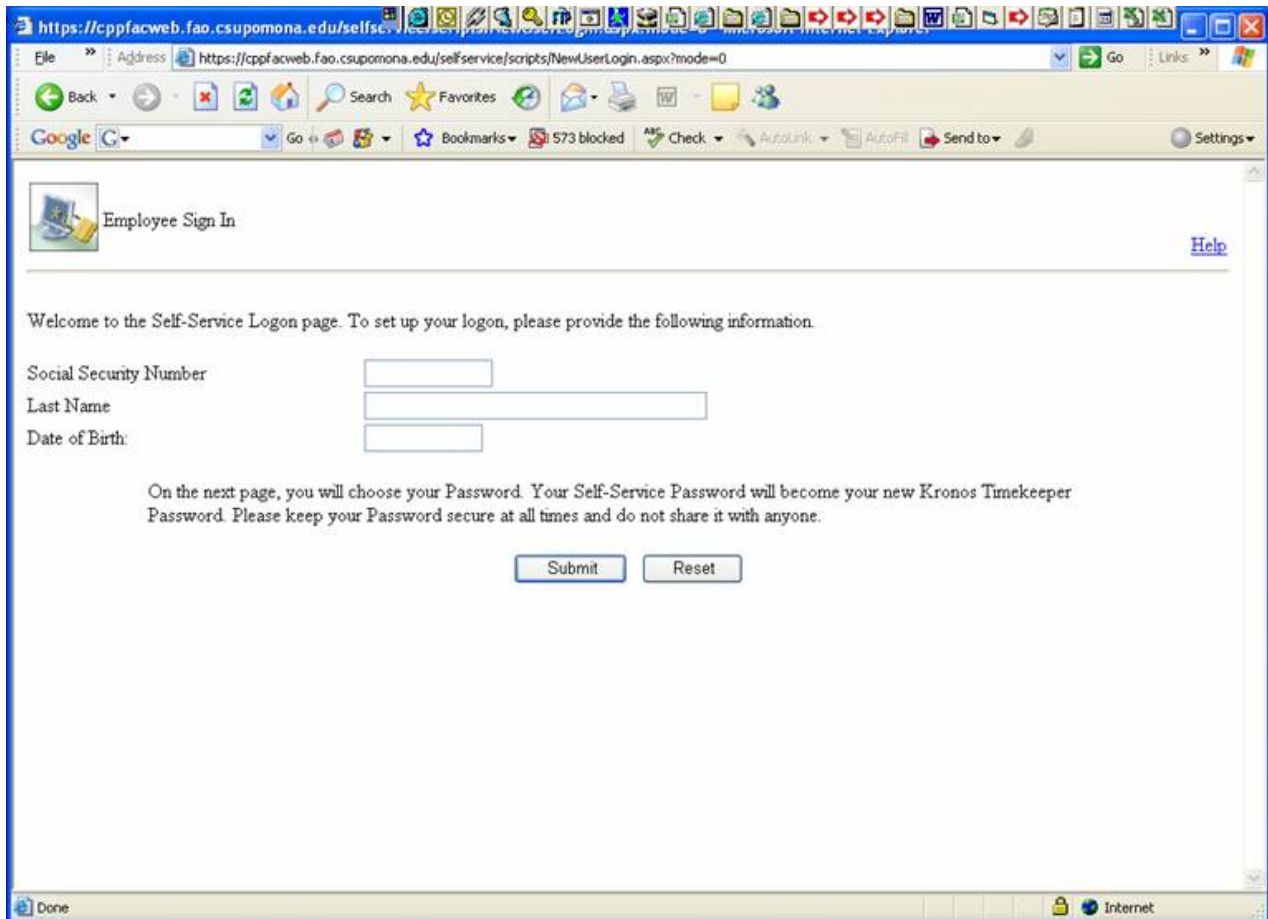 https://cppfacweb.fao.csupomona.edu/selfse
File » Address https://cppfacweb.fao.csupomona.edu/selfservice/scripts/NewUserLogin.aspx?mode=0 Go Links »
Back Search Favorites
Google G Go Bookmarks 573 blocked ABC Check AutoLink AutoFill Send to Settings
Employee Sign In
Help
Welcome to the Self-Service Logon page. To set up your logon, please provide the following information.
Social Security Number
Last Name
Date of Birth:
On the next page, you will choose your Password. Your Self-Service Password will become your new Kronos Timekeeper
Password. Please keep your Password secure at all times and do not share it with anyone.
Submit Reset
Done Internet